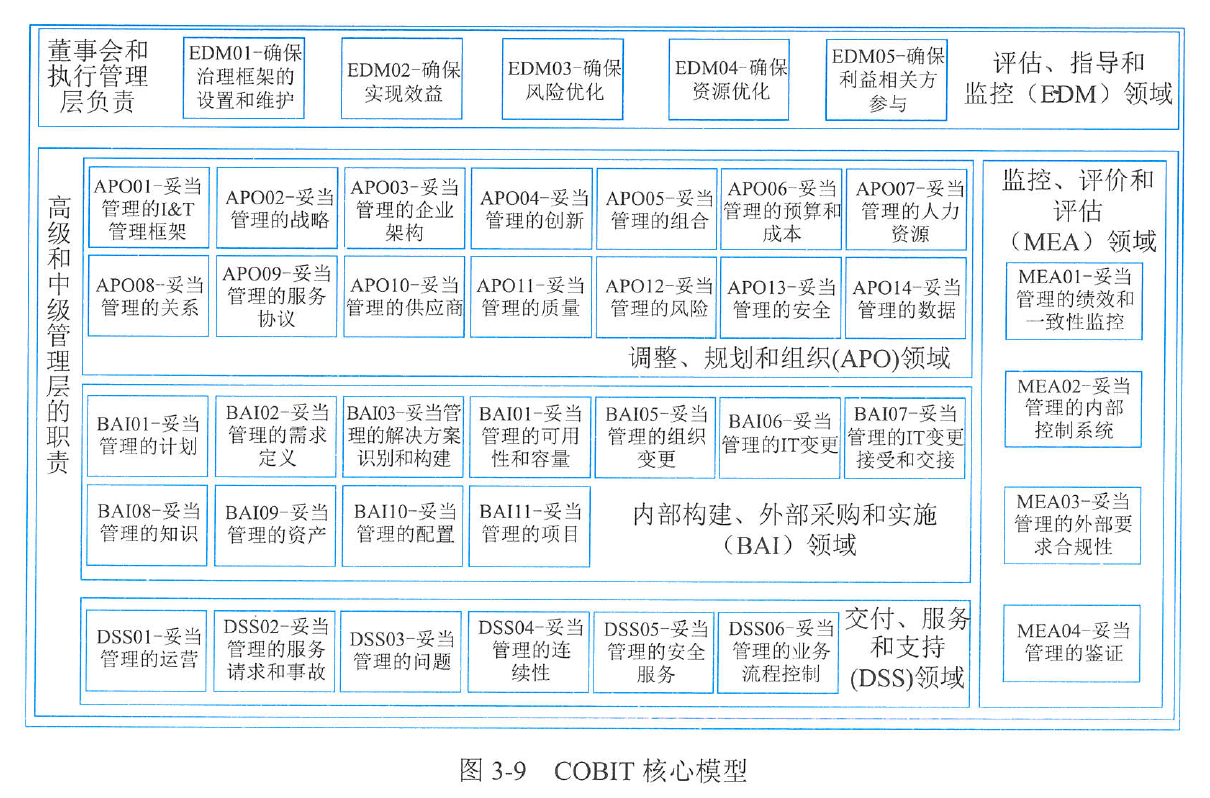 董事会和
执行管理
层负责
EDM01-确保
治理框架的
设置和维护
EDM02-确保
实现效益
EDM03-确保
风险优化
EDM04-确保
资源优化
EDM05-确保
利益相关方
参与
评估、指导和
监控（EDM）领域
高级和中级管理层的职责
APO01-妥当
管理的I&T
管理框架
APO02-妥当
管理的战略
APO03-妥当
管理的企业
架构
APO04-妥当
管理的创新
APO05-妥当
管理的组合
APO06-妥当
管理的预算和
成本
APO07-妥当
管理的人力
资源
APO08-妥当
管理的关系
APO09-妥当
管理的服务
协议
APO10-妥当
管理的供应商
APO11-妥当
管理的质量
APO12-妥当
管理的风险
APO13-妥当
管理的安全
APO14-妥当
管理的数据
调整、规划和组织(APO)领域
BAI01-妥当
管理的计划
BAI02-妥当
管理的需求
定义
BAI03-妥当管
理的解决方案
识别和构建
BAI01-妥当
管理的可用
性和容量
BAI05-妥当
管理的组织
变更
BAI06-妥当
管理的IT变更
BAI07-妥当
管理的IT变更
接受和交接
BAI08-妥当
管理的知识
BAI09-妥当
管理的资产
BAI10-妥当
管理的配置
BAI11-妥当
管理的项目
内部构建、外部采购和实施
（BAI）领域
DSS01-妥当
管理的运营
DSS02-妥当
管理的服务
请求和事故
DSS03-妥当
管理的问题
DSS04-妥当
管理的连
续性
DSS05-妥当
管理的安全
服务
DSS06-妥当
管理的业务
流程控制
交付、服务
和支持
(DSS)领域
监控、评价和
评估
（MEA）领域
MEA01-妥当
管理的绩效和
一致性监控
MEA02-妥当
管理的内部
控制系统
MEA03-妥当
管理的外部要
求合规性
MEA04-妥当
管理的鉴证
图 3-9 COBIT 核心模型